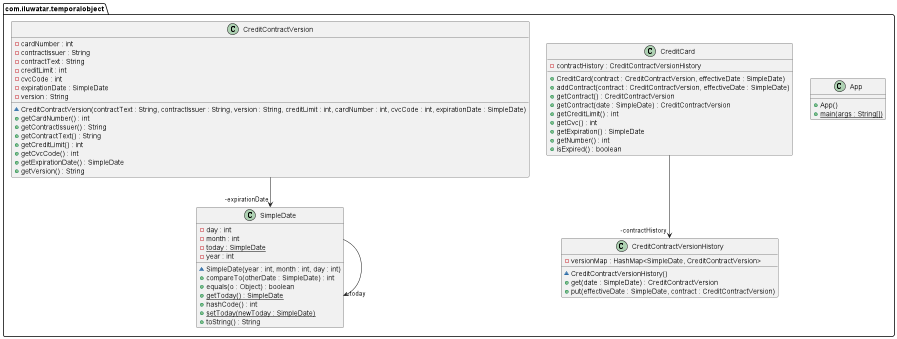 com.iluwatar.temporalobject
C CreditContractVersion
cardNumber : int
contractIssuer : String
contractText : String
creditLimit : int
cvcCode : int
expirationDate : SimpleDate
version : String
CreditContractVersion(contractText : String, contractIssuer : String, version : String, creditLimit : int, cardNumber : int, cvcCode : int, expirationDate : SimpleDate)
getCardNumber() : int
getContractIssuer() : String
getContractText() : String
getCreditLimit() : int
getCvcCode() : int
getExpirationDate() : SimpleDate
getVersion() : String
C CreditCard
contractHistory : CreditContractVersionHistory
CreditCard(contract : CreditContractVersion, effectiveDate : SimpleDate)
addContract(contract : CreditContractVersion, effectiveDate : SimpleDate)
getContract() : CreditContractVersion
getContract(date : SimpleDate) : CreditContractVersion
getCreditLimit() : int
getCvc() : int
getExpiration() : SimpleDate
getNumber() : int
isExpired() : boolean
C App
App()
main(args : String[])
-expirationDate
C SimpleDate
day : int
month : int
today : SimpleDate
year : int
SimpleDate(year : int, month : int, day : int)
compareTo(otherDate : SimpleDate) : int
equals(o : Object) : boolean
getToday() : SimpleDate
hashCode() : int
setToday(newToday : SimpleDate)
toString() : String
-today
-contractHistory
C CreditContractVersionHistory
versionMap : HashMap<SimpleDate, CreditContractVersion>
CreditContractVersionHistory()
get(date : SimpleDate) : CreditContractVersion
put(effectiveDate : SimpleDate, contract : CreditContractVersion)